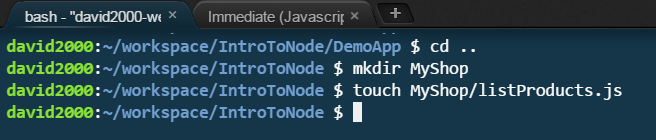 bash - "david2000-we
Immediate (Javascrip
david2000:~/workspace/IntroToNode/DemoApp $ cd ..
david2000:~/workspace/IntroToNode $ mkdir MyShop
david2000:~/workspace/IntroToNode $ touch MyShop/listProducts.js
david2000:~/workspace/IntroToNode $